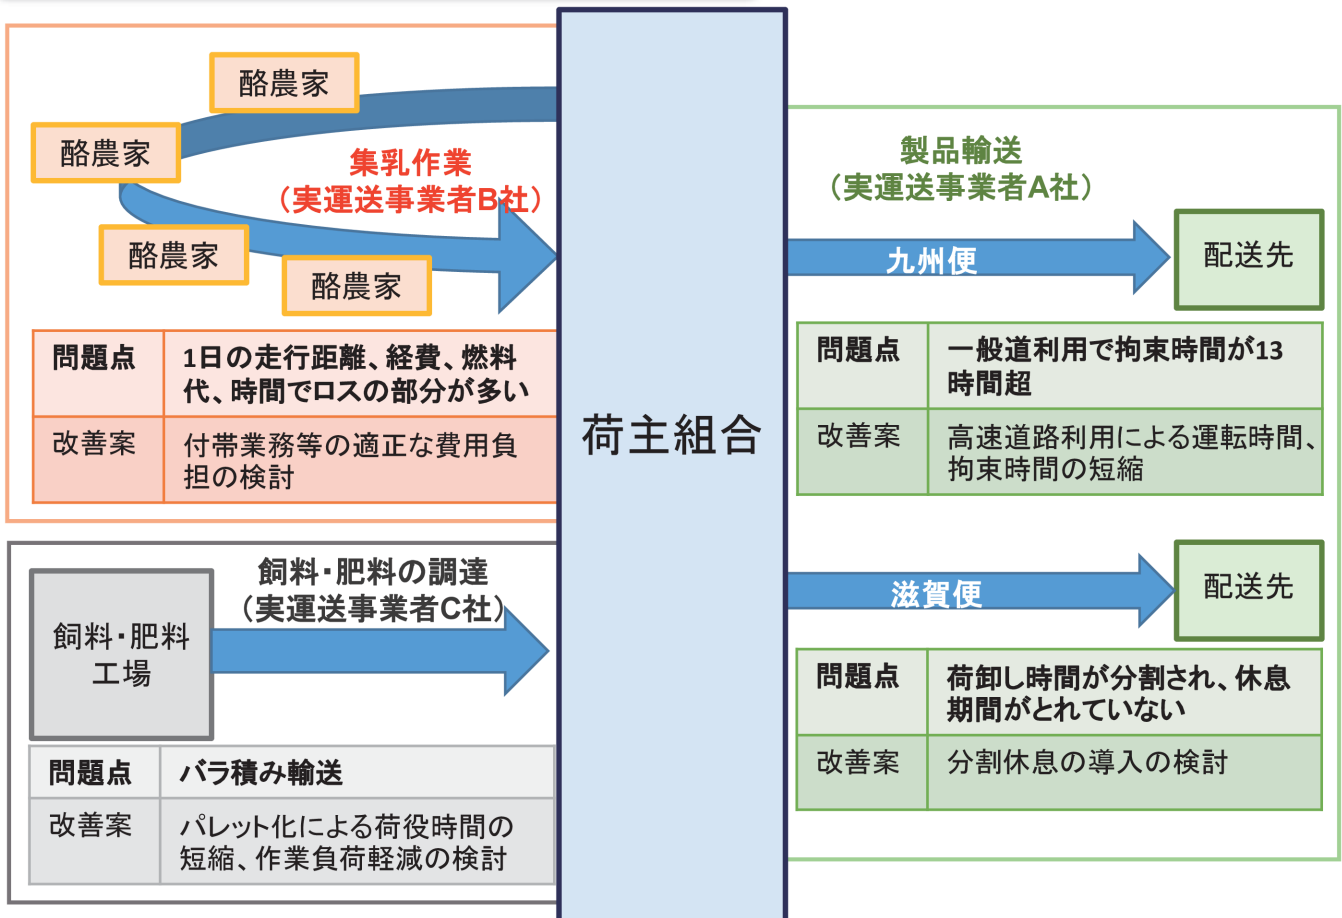 酪農家
酪農家
酪農家
酪農家
集乳作業
（実運送事業者B社）
問題点
1日の走行距離、経費、燃料
代、時間でロスの部分が多い
改善案
付帯業務等の適正な費用負
担の検討
飼料・肥料の調達
（実運送事業者C社）
飼料・肥料
工場
問題点
バラ積み輸送
改善案
パレット化による荷役時間の
短縮、作業負荷軽減の検討
荷主組合
製品輸送
（実運送事業者A社）
九州便
配送先
問題点
一般道利用で拘束時間が13
時間超
改善案
高速道路利用による運転時間、
拘束時間の短縮
滋賀便
配送先
問題点
荷卸し時間が分割され、休息
期間がとれていない
改善案
分割休息の導入の検討